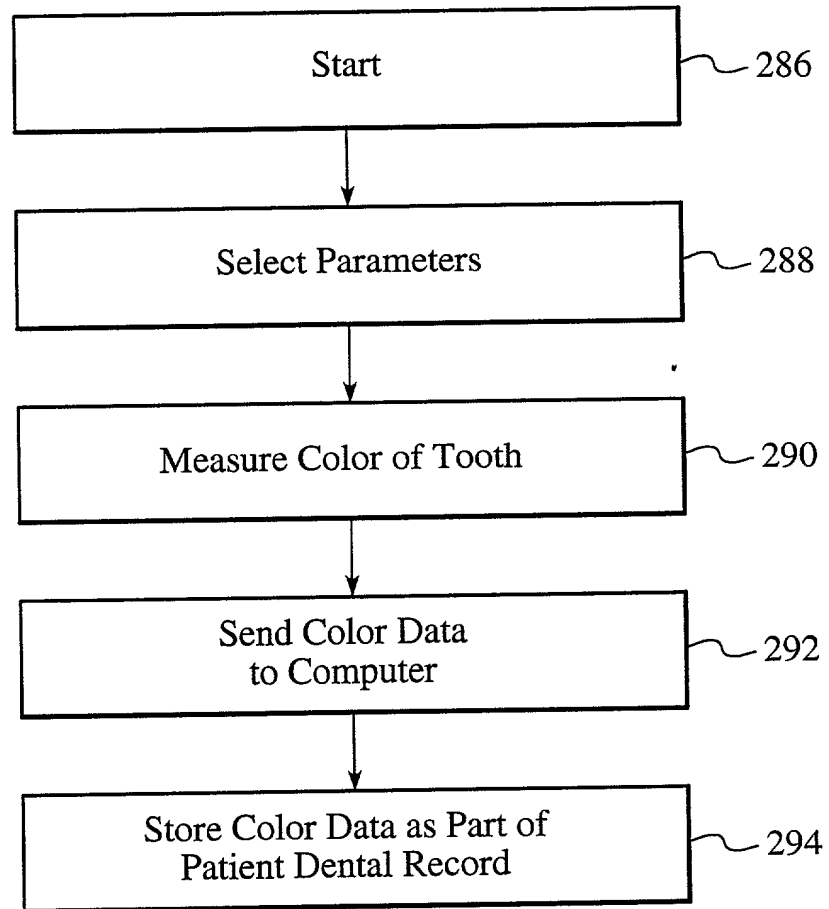 Start
286
Select Parameters
288
Measure Color of Tooth
290
Send Color Data
to Computer
292
Store Color Data as Part of
Patient Dental Record
294